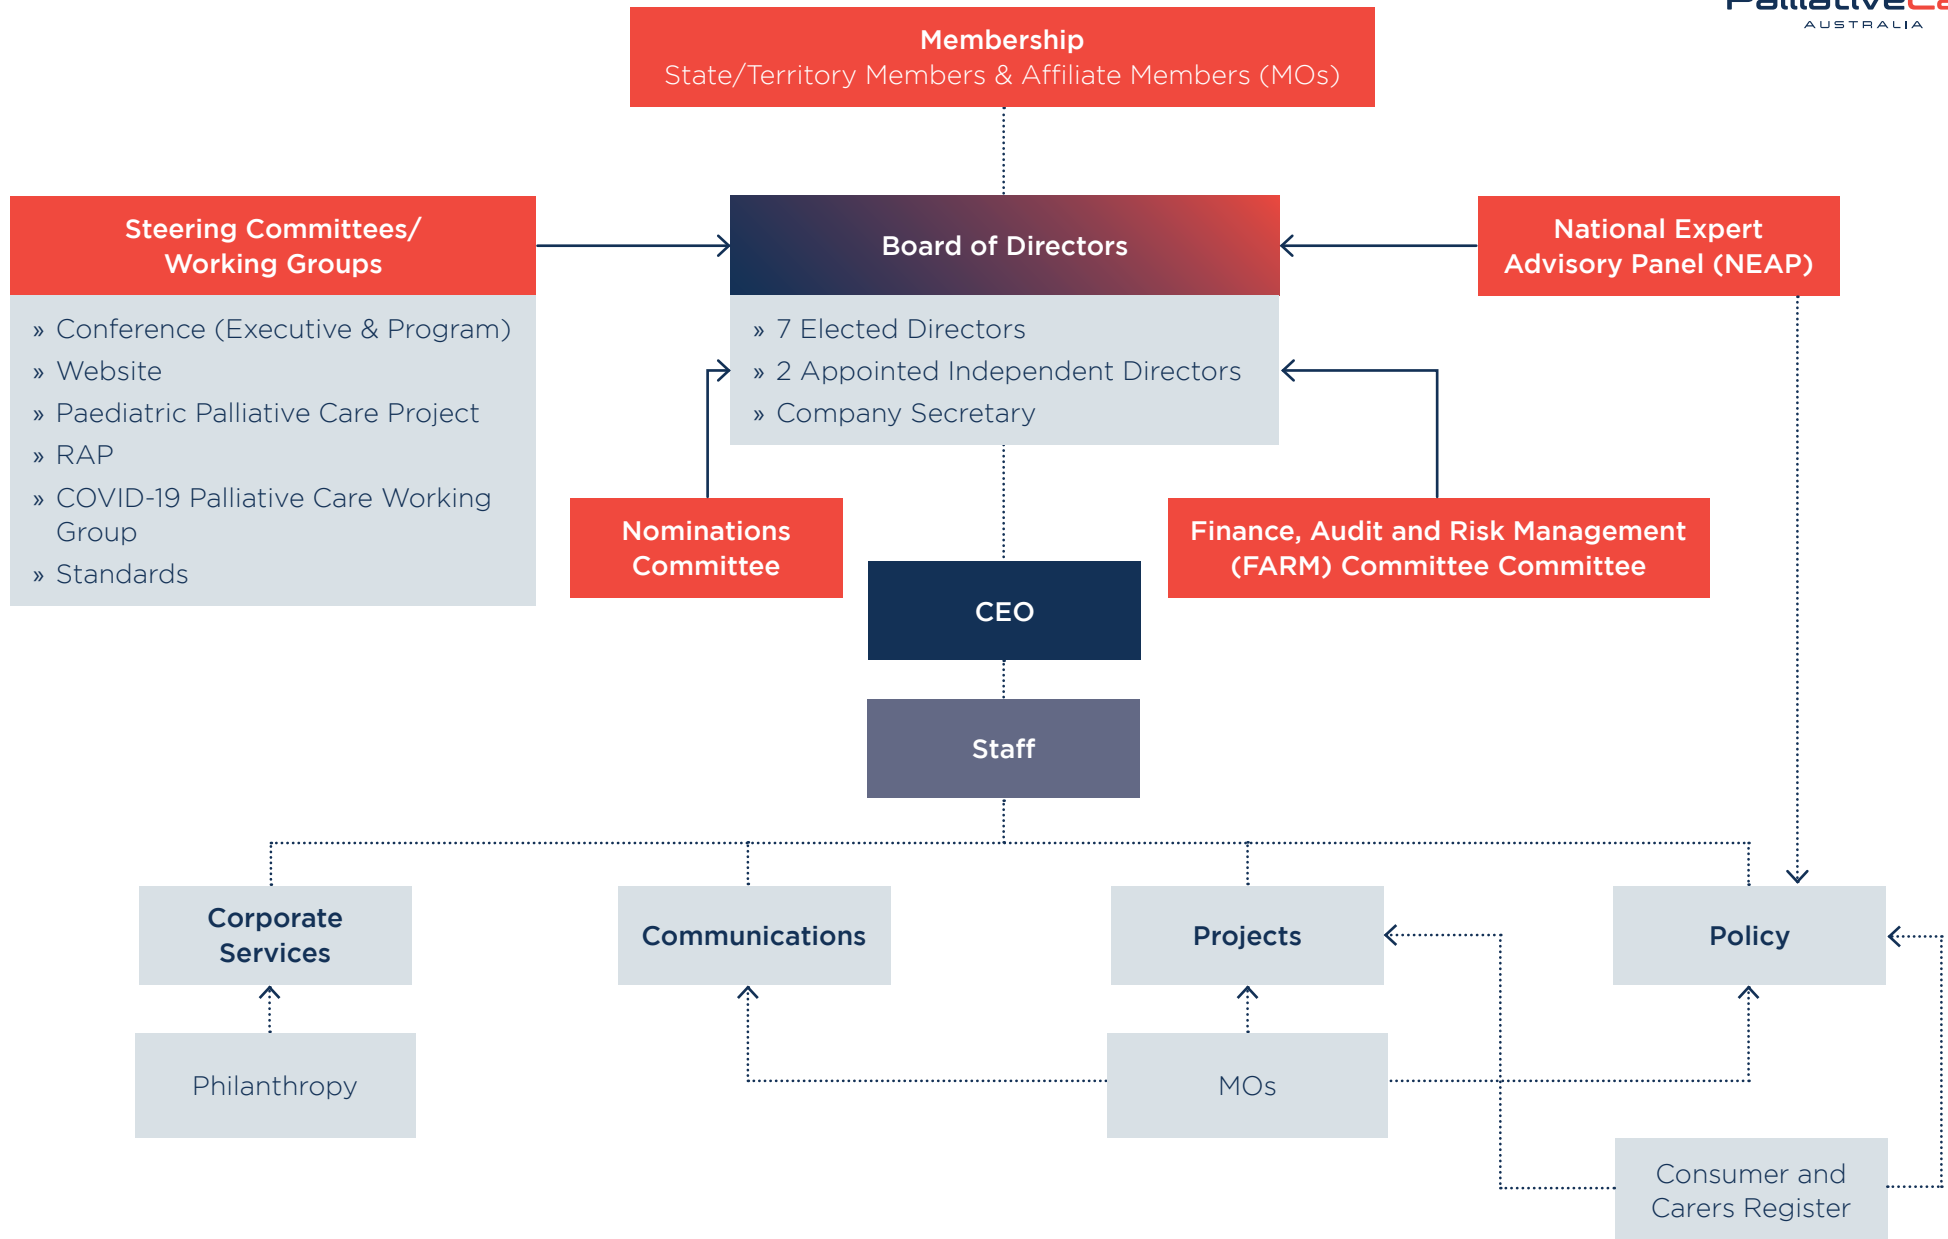 AUSTRALIA
Membership
State/Territory Members & Affiliate Members (MOs)
Steering Committees/
Working Groups
» Conference (Executive & Program)
» Website
» Paediatric Palliative Care Project
» RAP
» COVID-19 Palliative Care Working
Group
» Standards
Board of Directors
» 7 Elected Directors
» 2 Appointed Independent Directors
» Company Secretary
National Expert
Advisory Panel (NEAP)
Nominations
Committee
Finance, Audit and Risk Management
(FARM) Committee Committee
CEO
Staff
Corporate
Services
Communications
Projects
Policy
Philanthropy
MOs
Consumer and
Carers Register